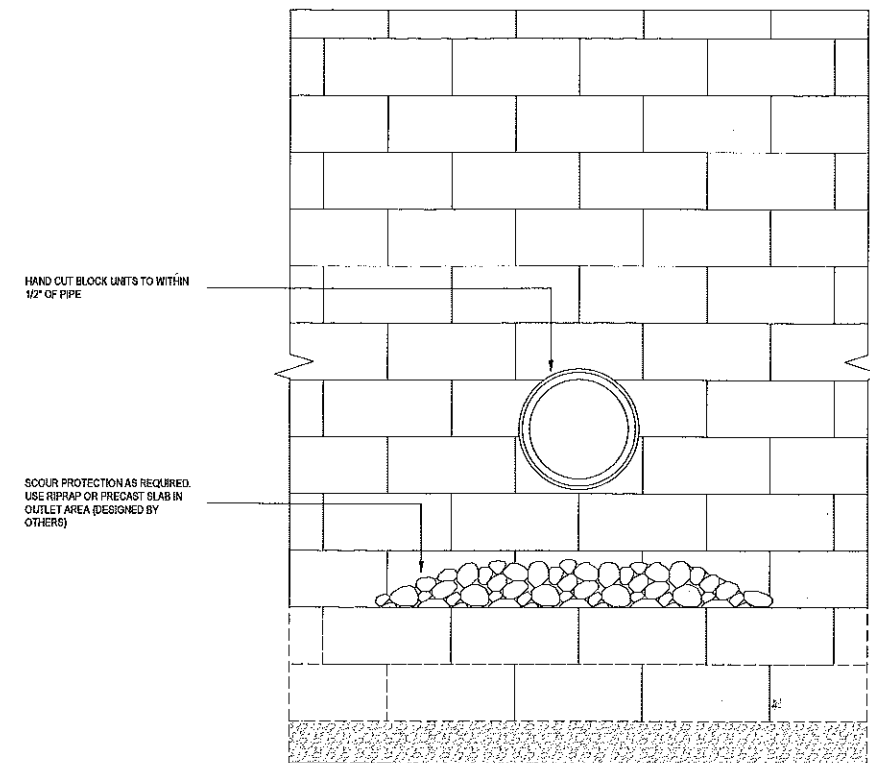 HAND CUT BLOCK UNITS TO WITHIN
1/2" OF PIPE
SCOUR PROTECTION AS REQUIRED.
USE RIPRAP OR PRECAST SLAB IN
OUTLET AREA (DESIGNED BY
OTHERS)